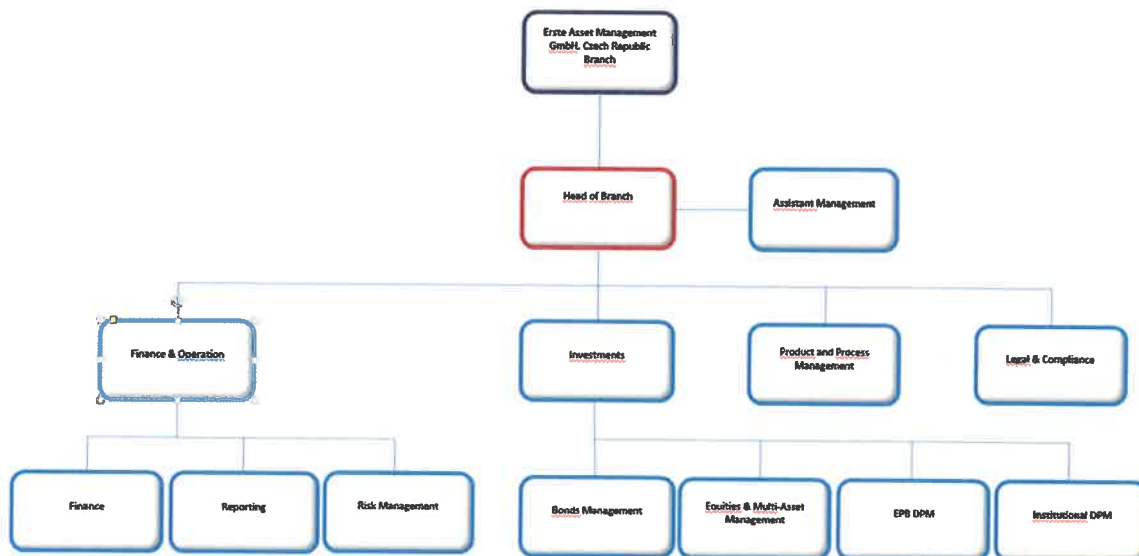 Erste Asset Management
GmbH. Czech Republic
Branch
Head of Branch
Assistant Management
Finance & Operation
Investments
Product and Process
Management
Legal & Compliance
Finance
Reporting
Risk Management
Bonds Management
Equities & Multi-Asset
Management
EPB DPM
Institutional DPM